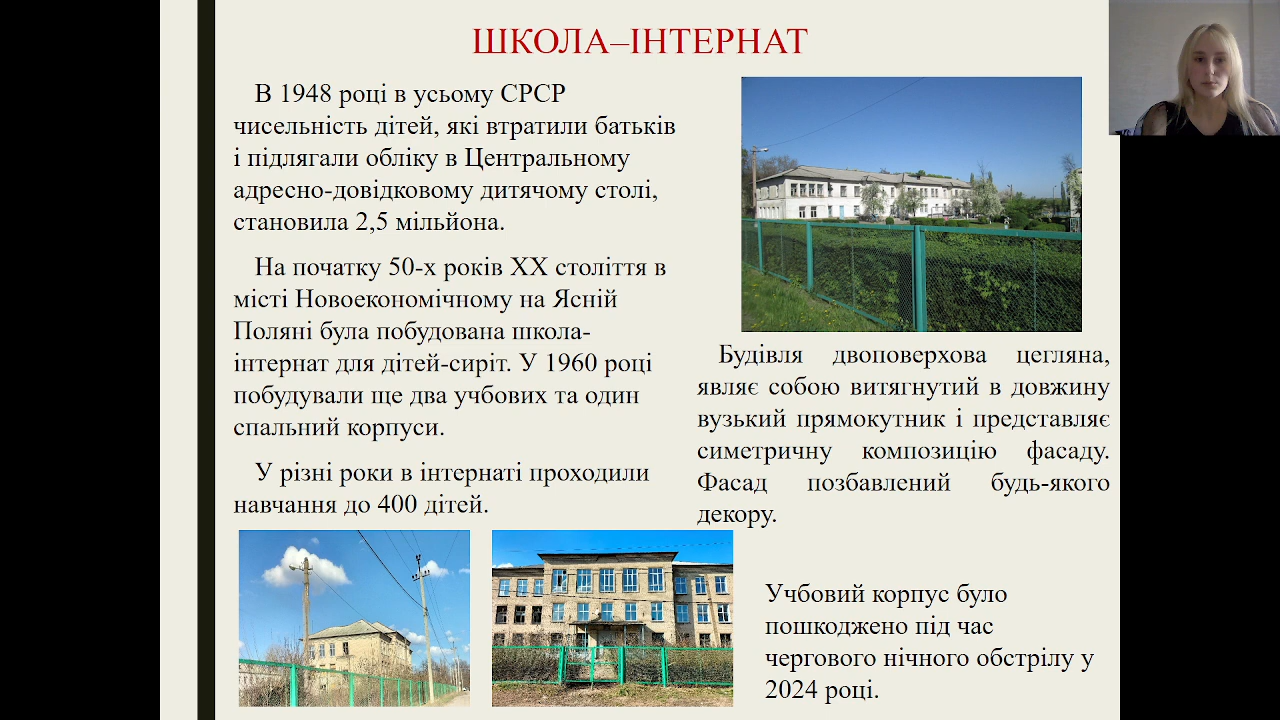 ШКОЛА–ІНТЕРНАТ
В 1948 році в усьому СРСР
чисельність дітей, які втратили батьків
і підлягали обліку в Центральному
адресно-довідковому дитячому столі,
становила 2,5 мільйона.
На початку 50-х років ХХ століття в
місті Новоекономічному на Ясній
Поляні була побудована школа-
інтернат для дітей-сиріт. У 1960 році
побудували ще два учбових та один
спальний корпуси.
У різні роки в інтернаті проходили
навчання до 400 дітей.
Будівля двоповерхова цегляна,
являє собою витягнутий в довжину
вузький прямокутник і представляє
симетричну композицію фасаду.
Фасад позбавлений будь-якого
декору.
Учбовий корпус було
пошкоджено під час
чергового нічного обстрілу у
2024 році.